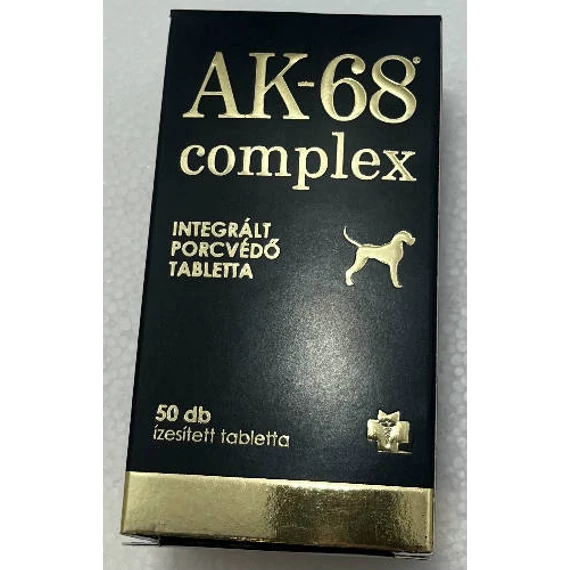 AK-68®
complex
INTEGRÁLT
PORCVÉDŐ
TABLETTA
50 db
ízesített tabletta